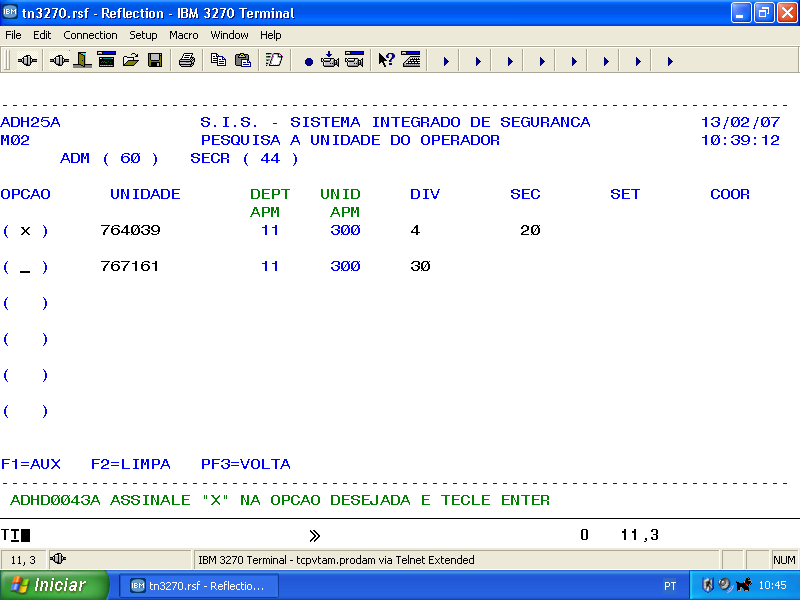 tn3270.rsf - Reflection - IBM 3270 Terminal
File Edit Connection Setup Macro Window Help
ADH25A S.I.S. - SISTEMA INTEGRADO DE SEGURANCA 13/02/07
M02 PESQUISA A UNIDADE DO OPERADOR 10:39:12
ADM ( 60 ) SECR ( 44 )
OPCAO UNIDADE DEPT UNID DIV SEC SET COOR
APM APM
( x ) 764039 11 300 4 20
( _ ) 767161 11 300 30
( )
( )
( )
( )
F1=AUX F2=LIMPA PF3=VOLTA
ADHD0043A ASSINALE "X" NA OPCAO DESEJADA E TECLE ENTER
TI » 0 11,3
11, 3 IBM 3270 Terminal - tcpvtam.prodam via Telnet Extended NUM
Iniciar IBM tn3270.rsf - Reflectio... PT 10:45